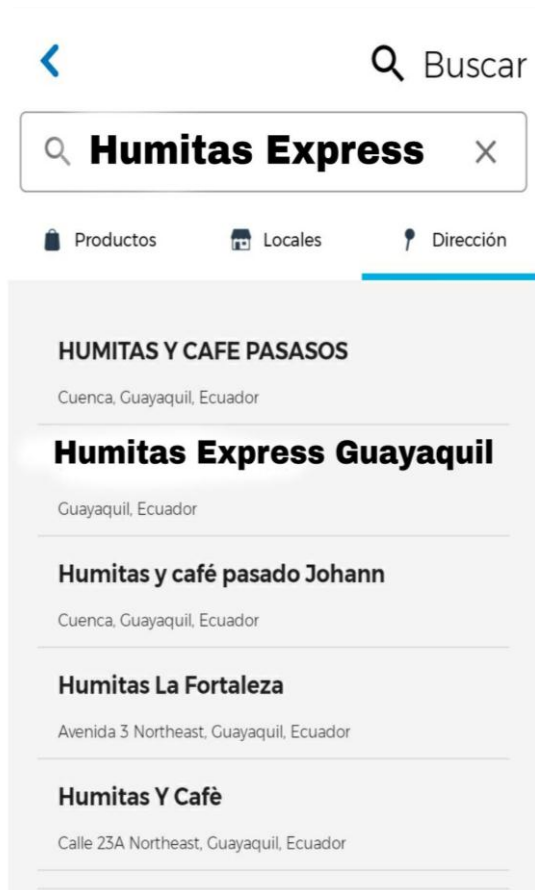 Buscar
Humitas Express
Productos Locales Dirección
HUMITAS Y CAFE PASASOS
Cuenca, Guayaquil, Ecuador
Humitas Express Guayaquil
Guayaquil, Ecuador
Humitas y café pasado Johann
Cuenca, Guayaquil, Ecuador
Humitas La Fortaleza
Avenida 3 Northeast, Guayaquil, Ecuador
Humitas Y Cafè
Calle 23A Northeast, Guayaquil, Ecuador